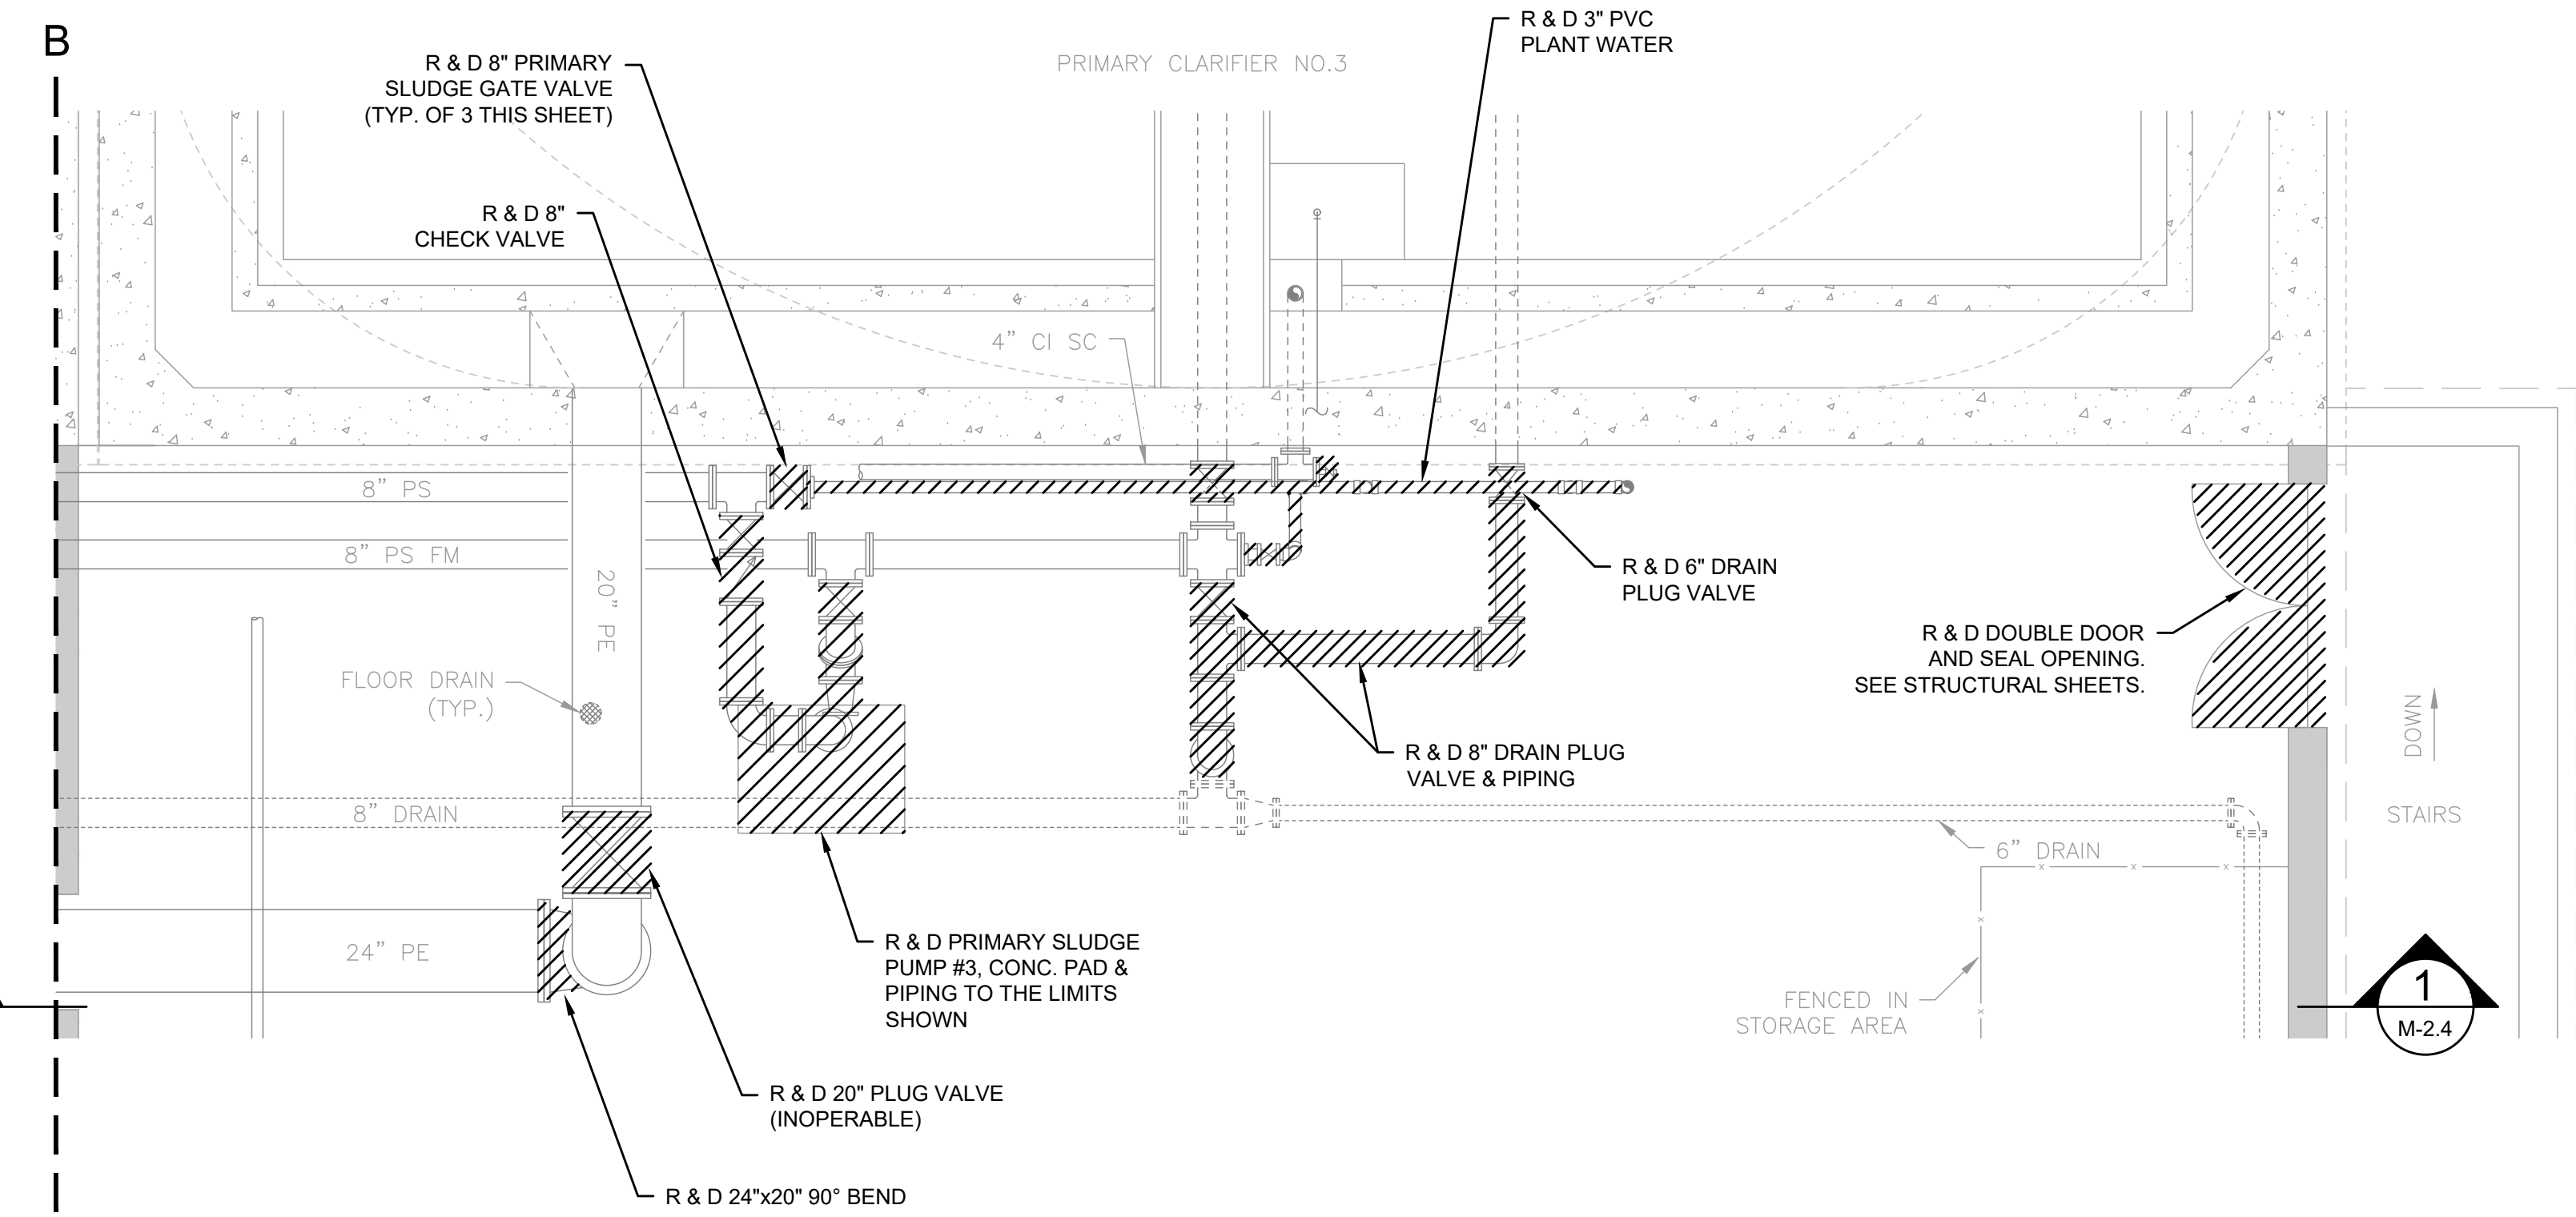 B
R & D 8" PRIMARY
SLUDGE GATE VALVE
(TYP. OF 3 THIS SHEET)
PRIMARY CLARIFIER NO.3
R & D 3" PVC
PLANT WATER
R & D 8"
CHECK VALVE
4” CI SC
8” PS
8” PS FM
20” PE
R & D 6" DRAIN
PLUG VALVE
R & D DOUBLE DOOR
AND SEAL OPENING.
SEE STRUCTURAL SHEETS.
FLOOR DRAIN
(TYP.)
DOWN
R & D 8" DRAIN PLUG
VALVE & PIPING
8” DRAIN
STAIRS
6” DRAIN
24” PE
R & D PRIMARY SLUDGE
PUMP #3, CONC. PAD &
PIPING TO THE LIMITS
SHOWN
FENCED IN
STORAGE AREA
1
M-2.4
R & D 20" PLUG VALVE
(INOPERABLE)
R & D 24"x20" 90° BEND